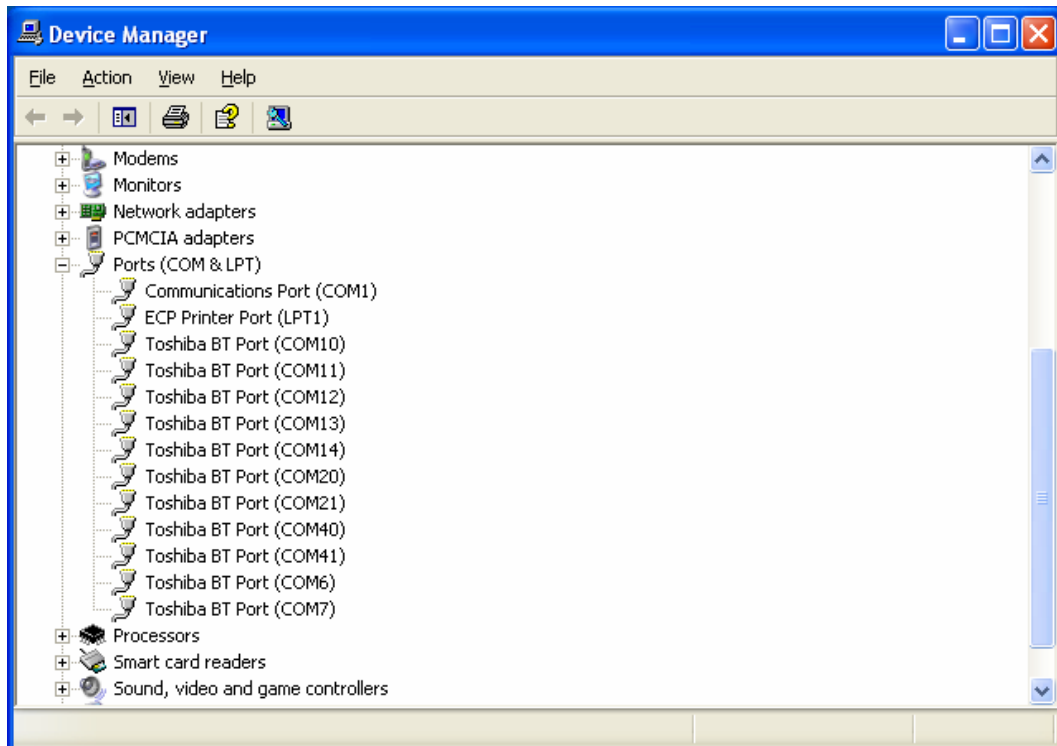 Device Manager
File Action View Help
Modems
Monitors
Network adapters
PCMCIA adapters
Ports (COM & LPT)
Communications Port (COM1)
ECP Printer Port (LPT1)
Toshiba BT Port (COM10)
Toshiba BT Port (COM11)
Toshiba BT Port (COM12)
Toshiba BT Port (COM13)
Toshiba BT Port (COM14)
Toshiba BT Port (COM20)
Toshiba BT Port (COM21)
Toshiba BT Port (COM40)
Toshiba BT Port (COM41)
Toshiba BT Port (COM6)
Toshiba BT Port (COM7)
Processors
Smart card readers
Sound, video and game controllers